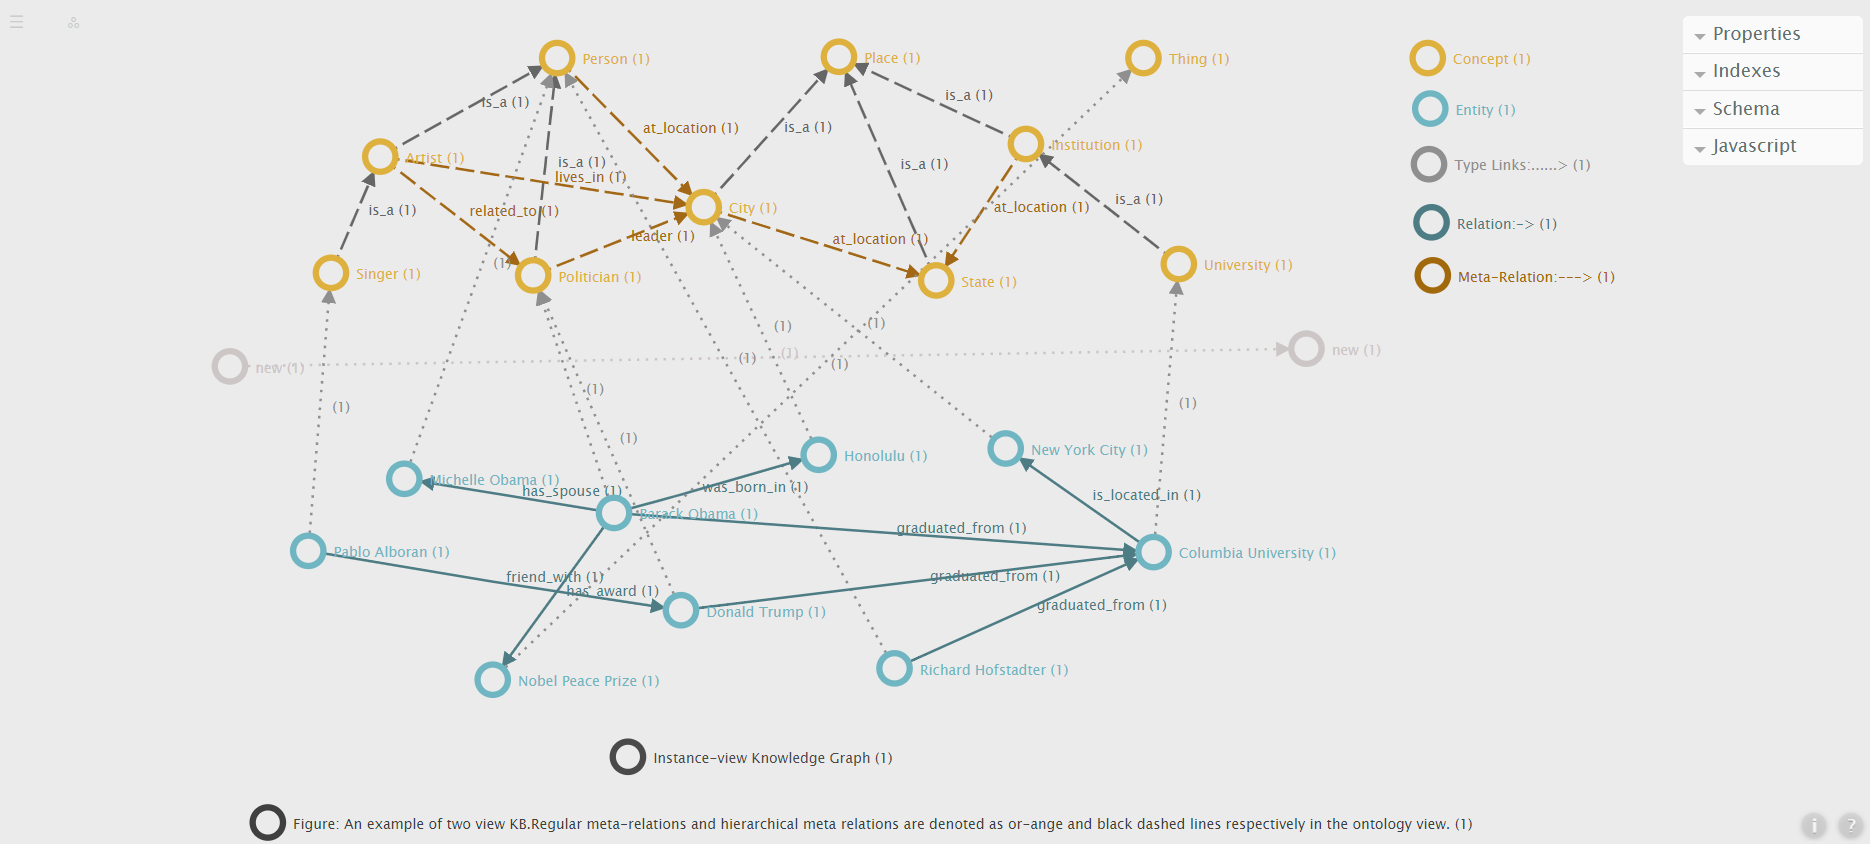 Properties
Indexes
Schema
Javascript
Person (1)
Place (1)
Thing (1)
Concept (1)
Entity (1)
Type Links:......> (1)
Relation:-> (1)
Meta-Relation:---> (1)
is_a (1)
is_a (1)
at_location (1)
is_a (1)
Artist (1)
Institution (1)
is_a (1)
is_a (1)
lives_in (1)
is_a (1)
is_a (1)
related_to (1)
City (1)
at_location (1)
leader (1)
at_location (1)
(1)
Singer (1)
Politician (1)
State (1)
University (1)
(1)
(1)
(1)
(1)
(1)
new (1)
new (1)
(1)
(1)
(1)
(1)
Honolulu (1)
New York City (1)
Michelle Obama (1)
has_spouse (1)
was_born_in (1)
is_located_in (1)
Barack Obama (1)
graduated_from (1)
Pablo Alboran (1)
Columbia University (1)
friend_with (1)
has_award (1)
graduated_from (1)
graduated_from (1)
Donald Trump (1)
Nobel Peace Prize (1)
Richard Hofstadter (1)
Instance-view Knowledge Graph (1)
Figure: An example of two view KB.Regular meta-relations and hierarchical meta relations are denoted as or-ange and black dashed lines respectively in the ontology view. (1)
i
?